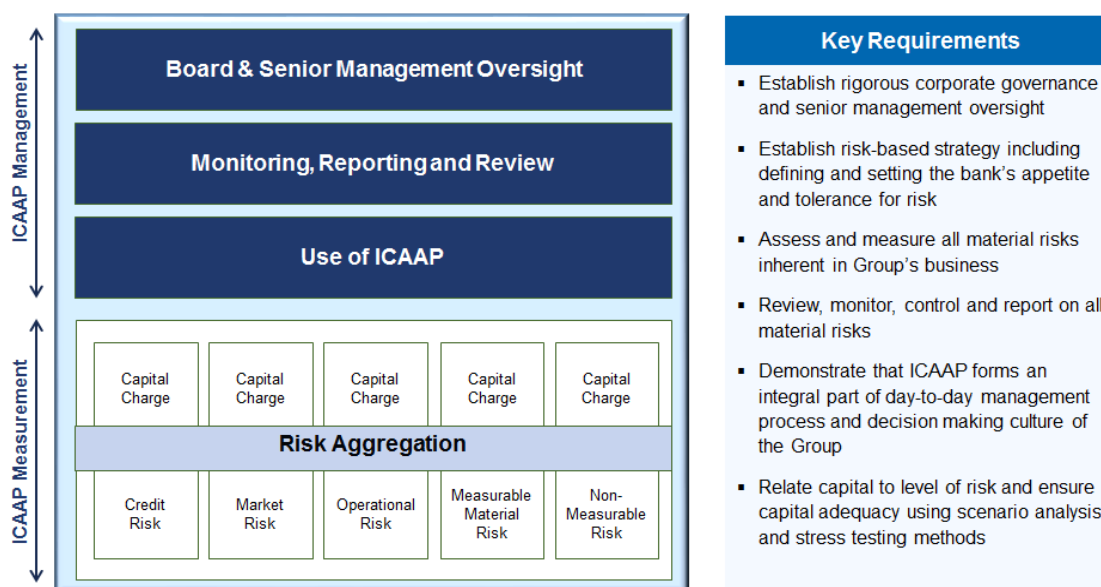 ICAAP Management
Board & Senior Management Oversight
Monitoring, Reporting and Review
Use of ICAAP
ICAAP Measurement
Capital
Charge
Capital
Charge
Capital
Charge
Capital
Charge
Capital
Charge
Risk Aggregation
Credit
Risk
Market
Risk
Operational
Risk
Measurable
Material
Risk
Non-
Measurable
Risk
Key Requirements
▪ Establish rigorous corporate governance
and senior management oversight
▪ Establish risk-based strategy including
defining and setting the bank's appetite
and tolerance for risk
▪ Assess and measure all material risks
inherent in Group's business
▪ Review, monitor, control and report on all
material risks
▪ Demonstrate that ICAAP forms an
integral part of day-to-day management
process and decision making culture of
the Group
▪ Relate capital to level of risk and ensure
capital adequacy using scenario analysis
and stress testing methods